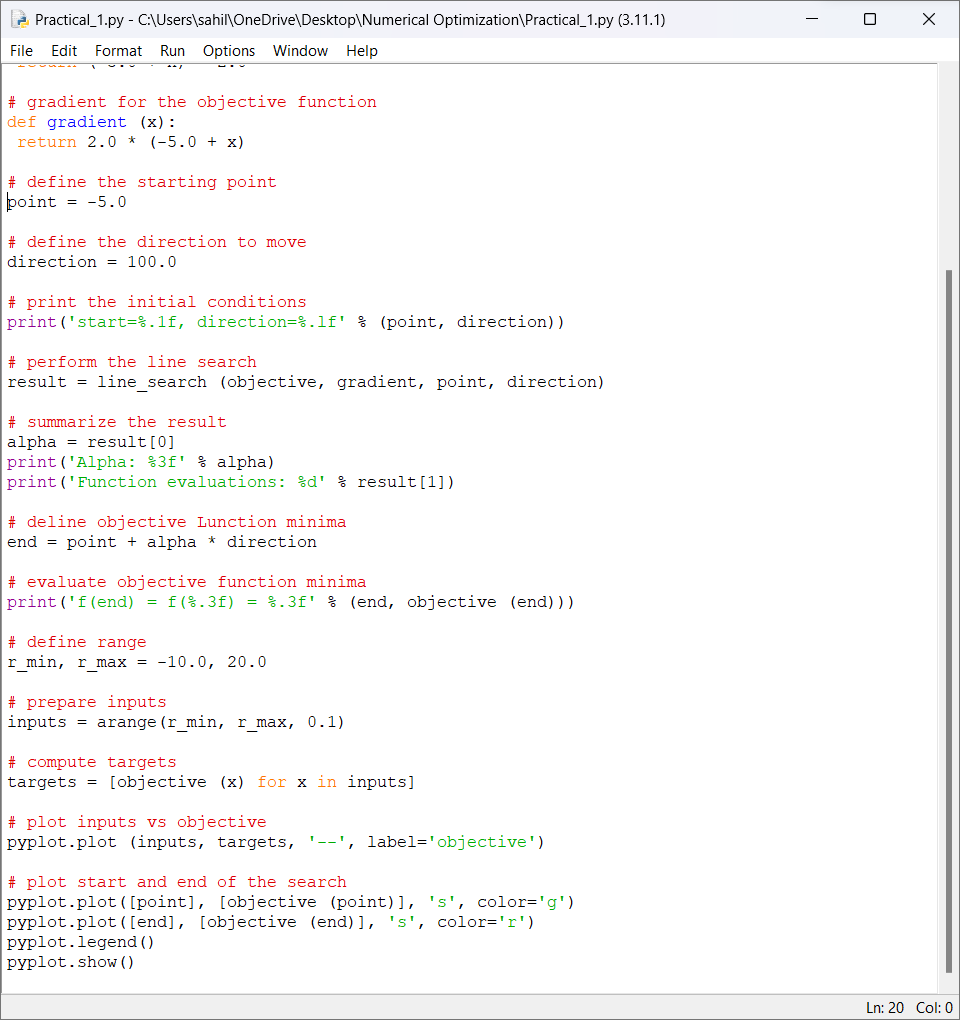 Practical_1.py - C:\Users\sahil\OneDrive\Desktop\Numerical Optimization\Practical_1.py (3.11.1)
File Edit Format Run Options Window Help
# gradient for the objective function
def gradient (x):
 return 2.0 * (-5.0 + x)
# define the starting point
point = -5.0
# define the direction to move
direction = 100.0
# print the initial conditions
print('start=%.1f, direction=%.lf' % (point, direction))
# perform the line search
result = line_search (objective, gradient, point, direction)
# summarize the result
alpha = result[0]
print('Alpha: %3f' % alpha)
print('Function evaluations: %d' % result[1])
# deline objective Lunction minima
end = point + alpha * direction
# evaluate objective function minima
print('f(end) = f(%.3f) = %.3f' % (end, objective (end)))
# define range
r_min, r_max = -10.0, 20.0
# prepare inputs
inputs = arange(r_min, r_max, 0.1)
# compute targets
targets = [objective (x) for x in inputs]
# plot inputs vs objective
pyplot.plot (inputs, targets, '--', label='objective')
# plot start and end of the search
pyplot.plot([point], [objective (point)], 's', color='g')
pyplot.plot([end], [objective (end)], 's', color='r')
pyplot.legend()
pyplot.show()
Ln: 20 Col: 0